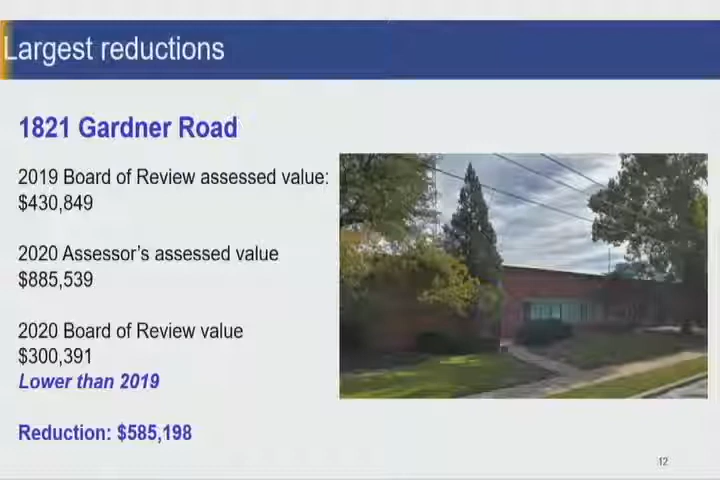 Largest reductions
1821 Gardner Road
2019 Board of Review assessed value:
$430,849
2020 Assessor's assessed value
$885,539
2020 Board of Review value
$300,391
Lower than 2019
Reduction: $585,198
12